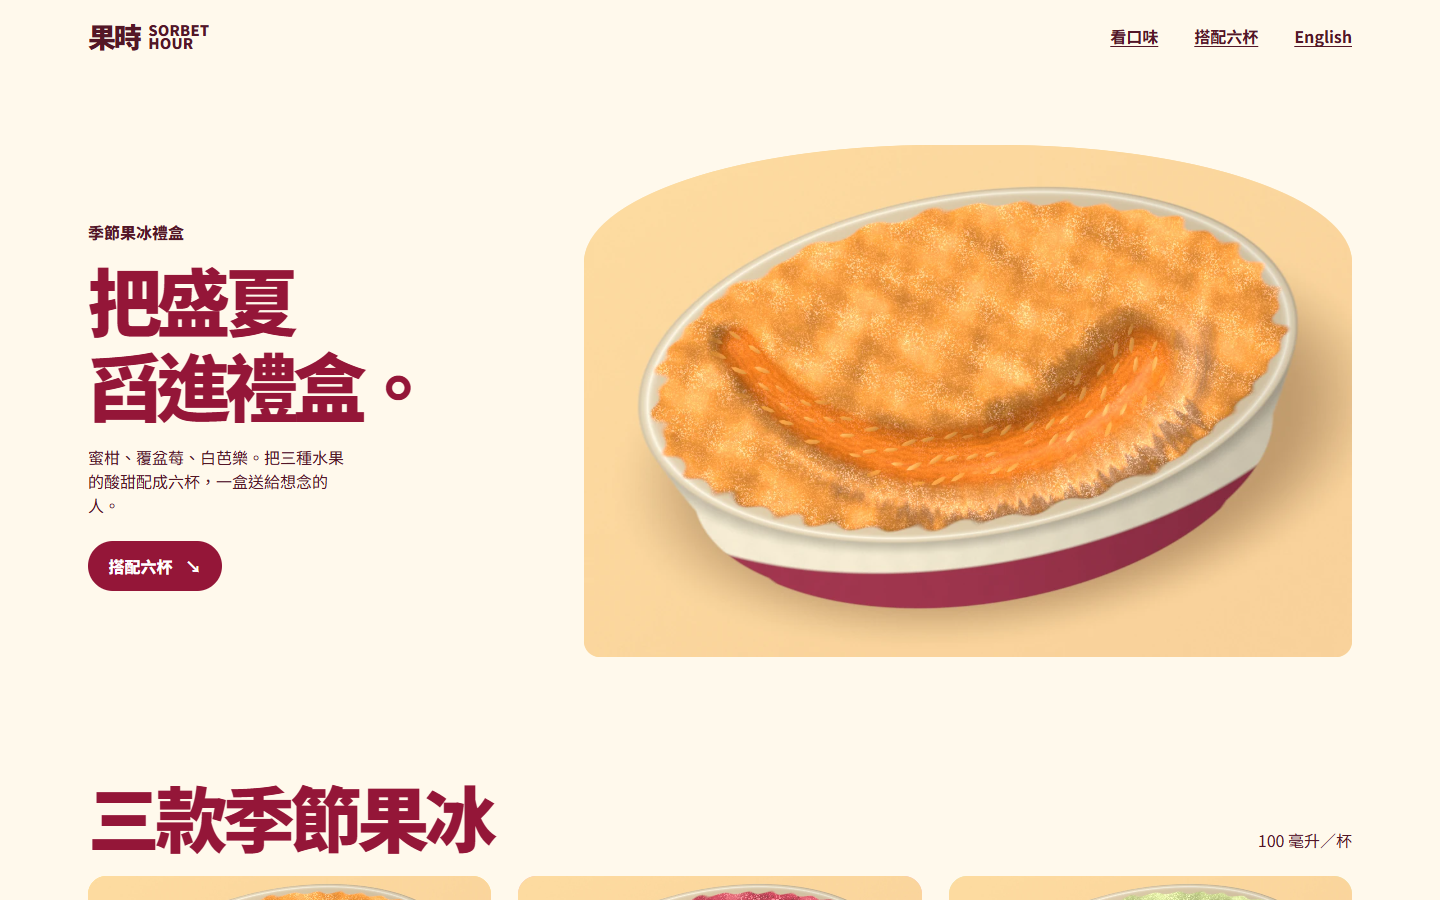 果時 SORBET HOUR
看口味
搭配六杯
English
季節果冰禮盒
把盛夏
舀進禮盒。
蜜柑、覆盆莓、白芭樂。把三種水果
的酸甜配成六杯,一盒送給想念的
人。
搭配六杯 ↘
三款季節果冰
100 毫升／杯